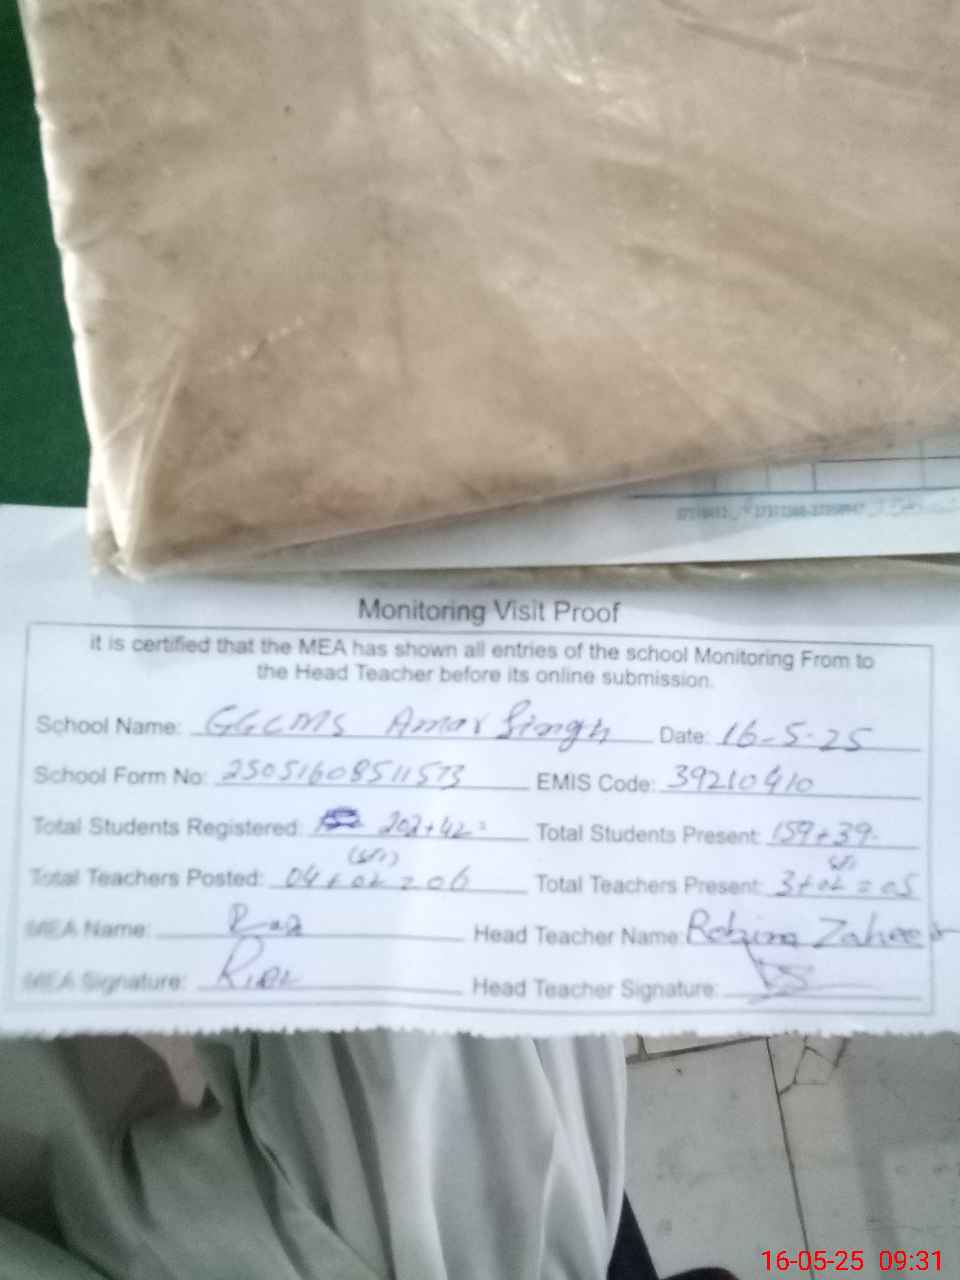 Monitoring Visit Proof
it is certified that the MEA has shown all entries of the school Monitoring From to
the Head Teacher before its online submission.
School Name: GGCMS Amar Singh Date: 16-5-25
School Form No: 25051608511573 EMIS Code: 39210410
Total Students Registered: 202+42= Total Students Present: 159+39.
Total Teachers Posted: 04+02=06 Total Teachers Present: 3+02=05
MEA Name: Head Teacher Name: Robina Zaheer
MEA Signature: Head Teacher Signature:
16-05-25 09:31